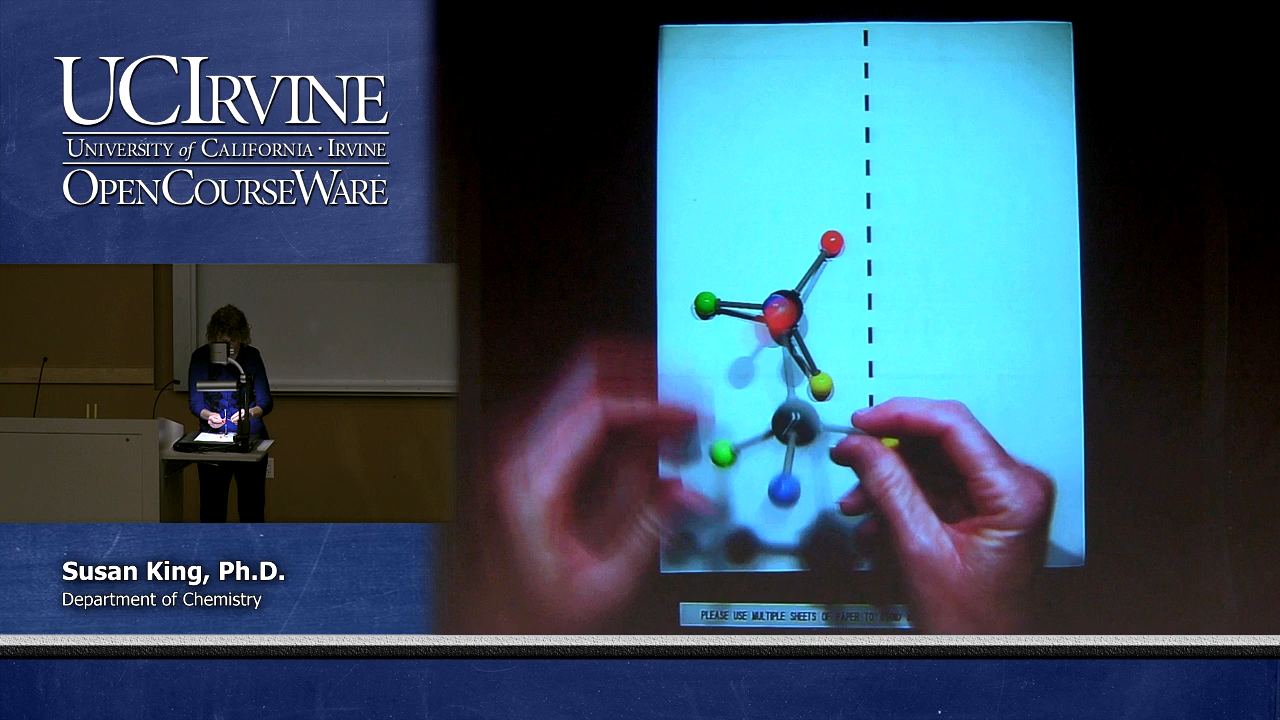 UCIRVINE
UNIVERSITY of CALIFORNIA · IRVINE
OPENCOURSEWARE
Susan King, Ph.D.
Department of Chemistry
PLEASE USE MULTIPLE SHEETS OF PAPER TO